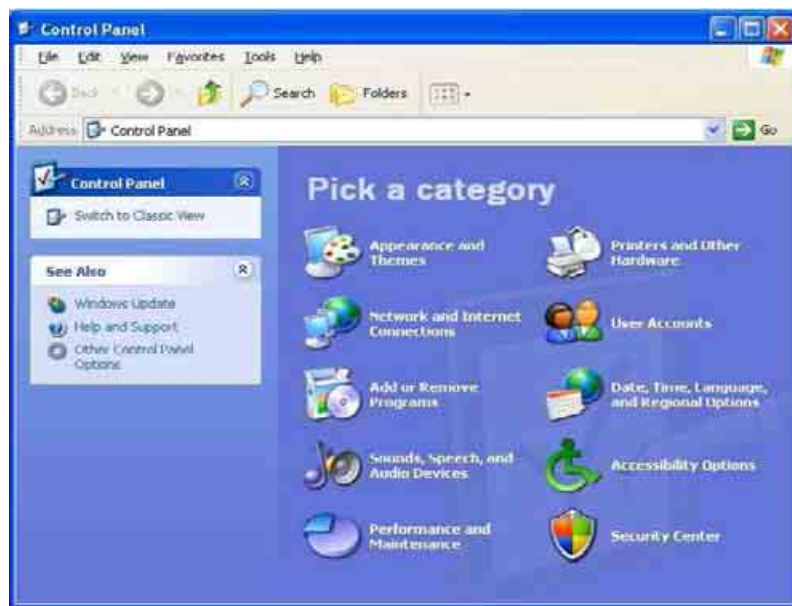 Control Panel
File Edit View Favorites Tools Help
Back Search Folders
Address Control Panel Go
Control Panel
Switch to Classic View
See Also
Windows Update
Help and Support
Other Control Panel
Options
Pick a category
Appearance and
Themes
Printers and Other
Hardware
Network and Internet
Connections
User Accounts
Add or Remove
Programs
Date, Time, Language,
and Regional Options
Sounds, Speech, and
Audio Devices
Accessibility Options
Performance and
Maintenance
Security Center